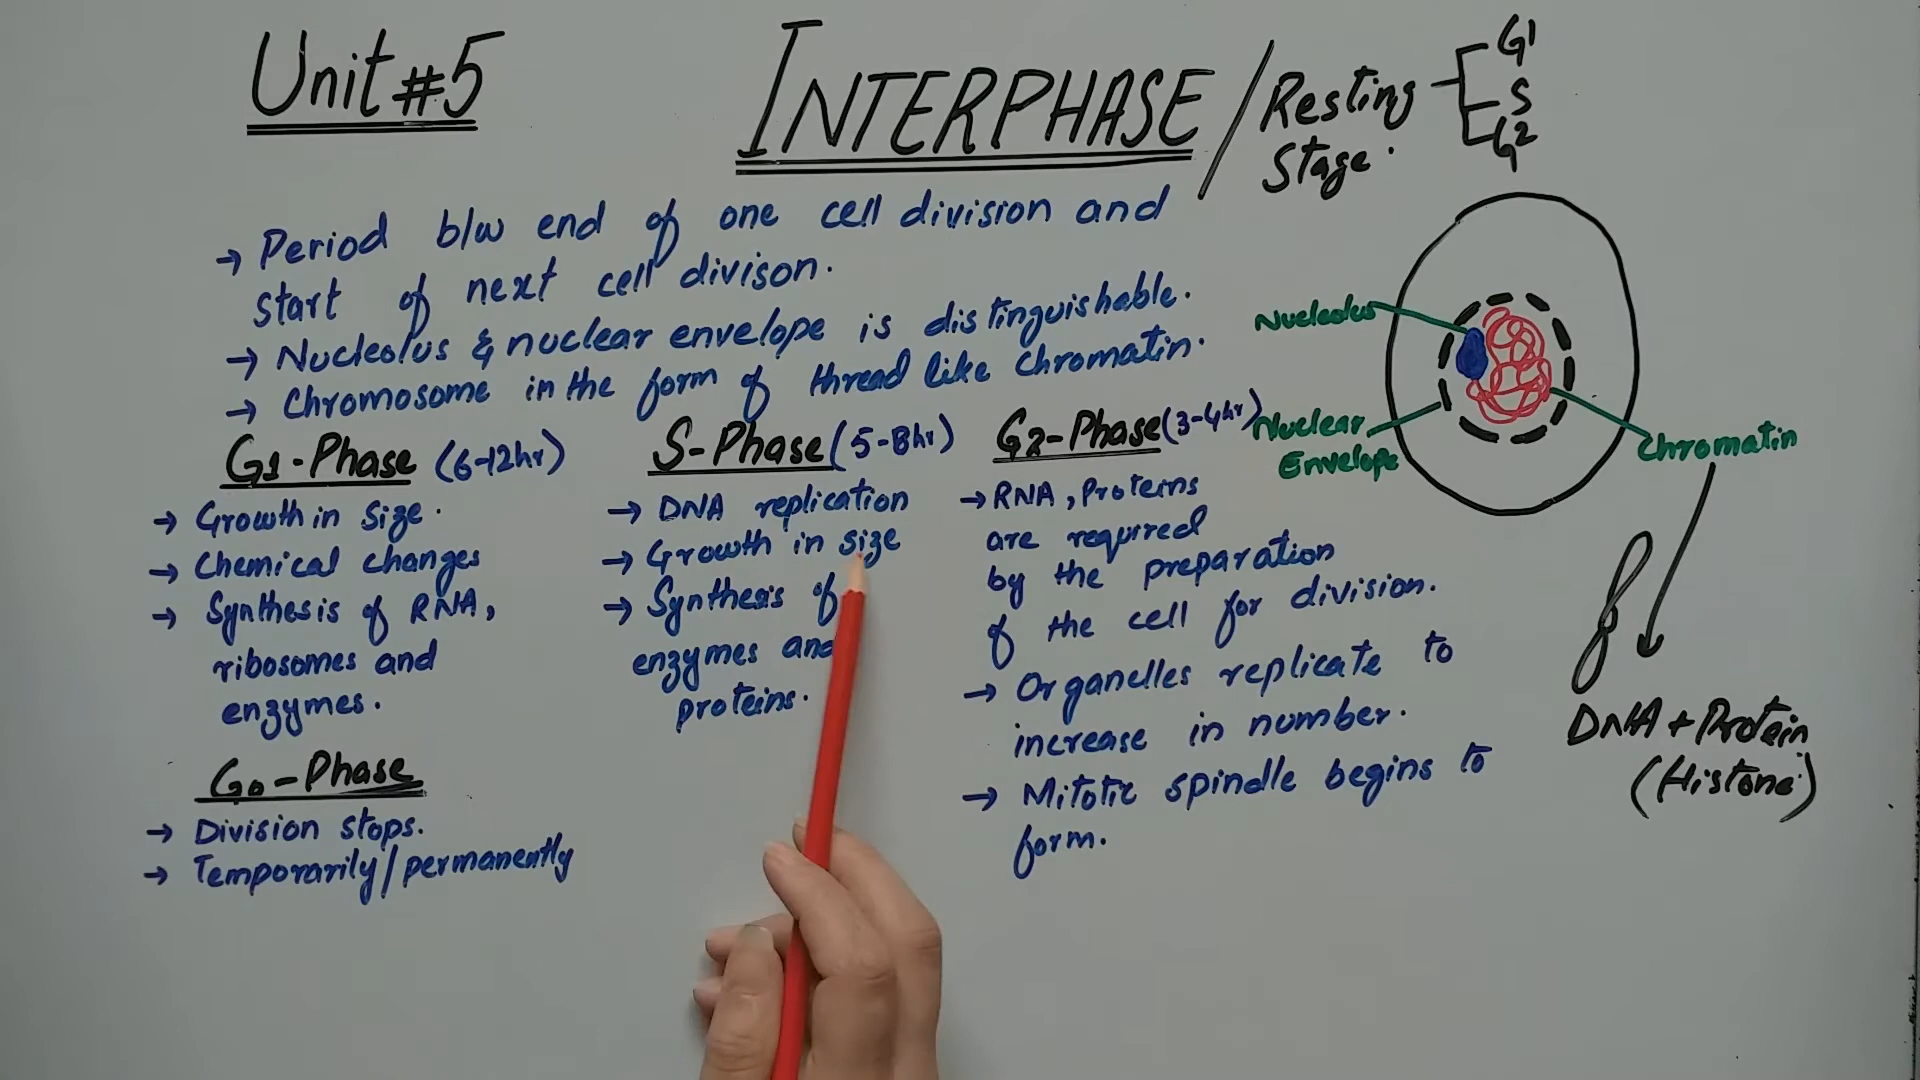 Unit #5
INTERPHASE / Resting Stage.
G1
S
G2
→ Period b/w end of one cell division and
start of next cell divison.
→ Nucleolus & nuclear envelope is distinguishable.
→ Chromosome in the form of thread like chromatin.
G1-Phase (6-12hr)
→ Growth in size.
→ Chemical changes
→ Synthesis of RNA,
ribosomes and
enzymes.
G0-Phase
→ Division stops.
→ Temporarily/permanently
S-Phase (5-8hr)
→ DNA replication
→ Growth in size
→ Synthesis of
enzymes and
proteins.
G2-Phase (3-4hr)
→ RNA, Proteins
are required
by the preparation
of the cell for division.
→ Organelles replicate to
increase in number.
→ Mitotic spindle begins to
form.
Nucleolus
Nuclear
Envelope
Chromatin
DNA + Protein
(Histone)